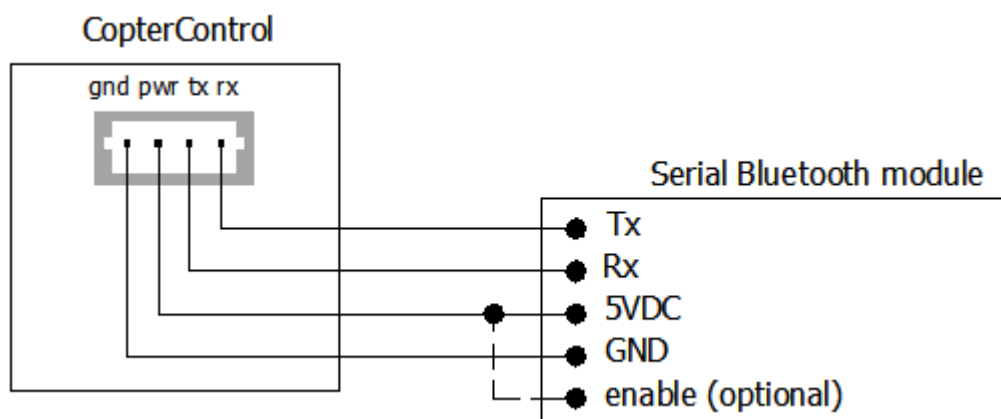 CopterControl
gnd pwr tx rx
Serial Bluetooth module
Tx
Rx
5VDC
GND
enable (optional)